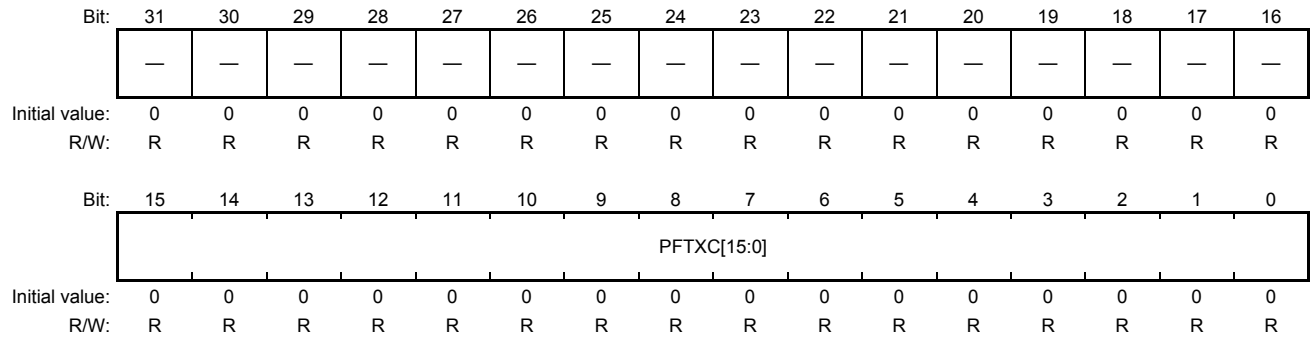 Bit: 31 30 29 28 27 26 25 24 23 22 21 20 19 18 17 16
— — — — — — — — — — — — — — — —
Initial value: 0 0 0 0 0 0 0 0 0 0 0 0 0 0 0 0
R/W: R R R R R R R R R R R R R R R R
Bit: 15 14 13 12 11 10 9 8 7 6 5 4 3 2 1 0
PFTXC[15:0]
Initial value: 0 0 0 0 0 0 0 0 0 0 0 0 0 0 0 0
R/W: R R R R R R R R R R R R R R R R